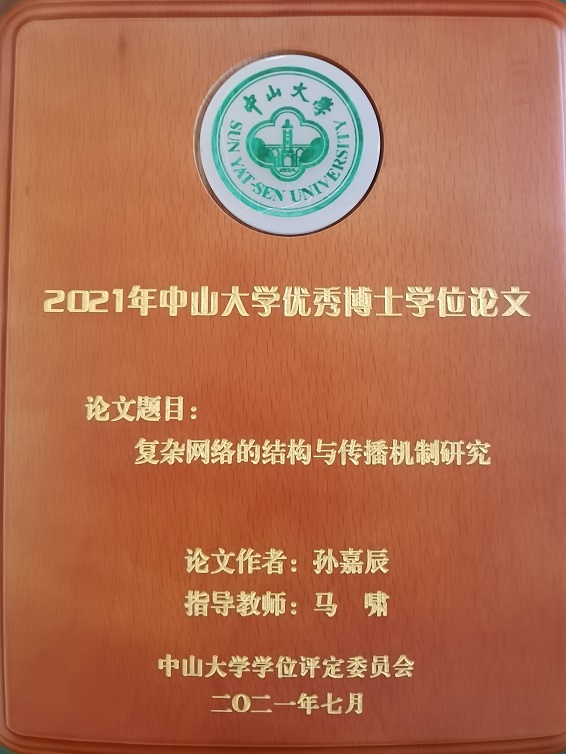 中山大学
SUN YAT-SEN UNIVERSITY
2021年中山大学优秀博士学位论文
论文题目：
复杂网络的结构与传播机制研究
论文作者：孙嘉辰
指导教师：马 啸
中山大学学位评定委员会
二〇二一年七月